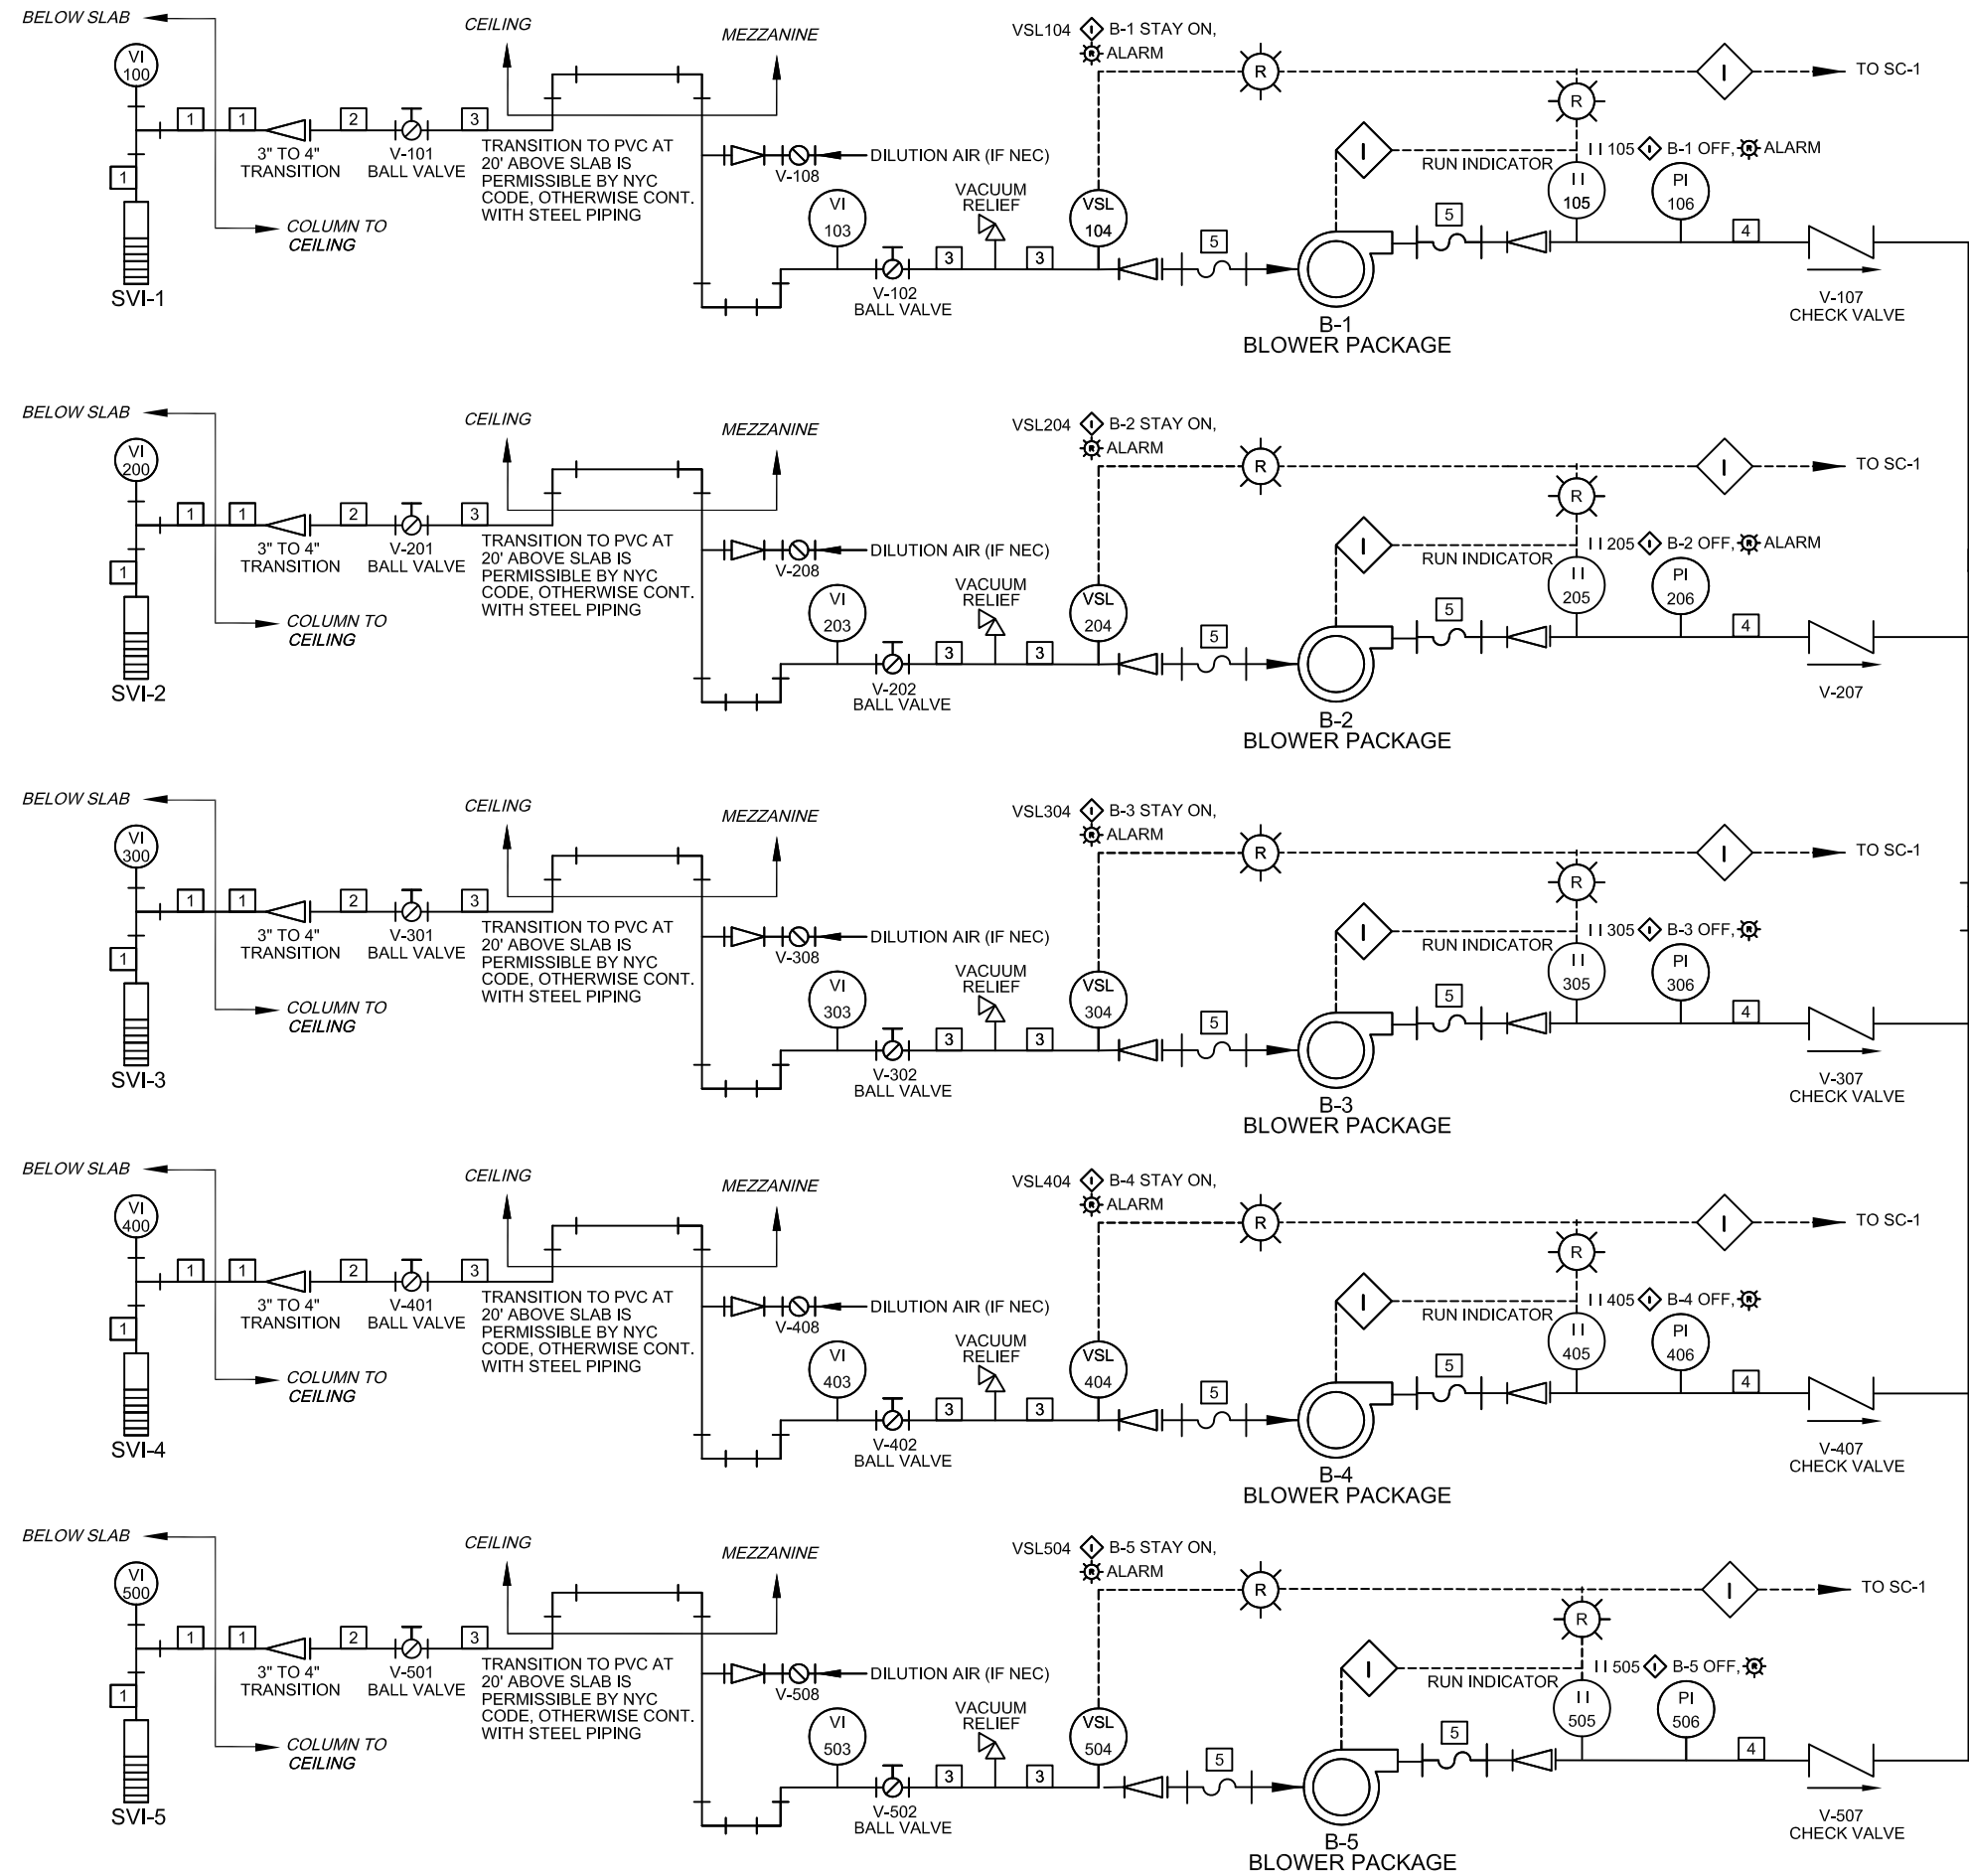 BELOW SLAB
CEILING
MEZZANINE
VSL104 I B-1 STAY ON,
R ALARM
VI
100
R
I
TO SC-1
R
1
1
2
3
3" TO 4"
TRANSITION
V-101
BALL VALVE
TRANSITION TO PVC AT
20' ABOVE SLAB IS
PERMISSIBLE BY NYC
CODE, OTHERWISE CONT.
WITH STEEL PIPING
DILUTION AIR (IF NEC)
V-108
I
RUN INDICATOR
I I 105 I B-1 OFF, R ALARM
1
VI
103
VACUUM
RELIEF
VSL
104
I I
105
PI
106
COLUMN TO
CEILING
3
3
5
5
4
SVI-1
V-102
BALL VALVE
B-1
BLOWER PACKAGE
V-107
CHECK VALVE
BELOW SLAB
CEILING
MEZZANINE
VSL204 I B-2 STAY ON,
R ALARM
VI
200
R
I
TO SC-1
R
1
1
2
3
3" TO 4"
TRANSITION
V-201
BALL VALVE
TRANSITION TO PVC AT
20' ABOVE SLAB IS
PERMISSIBLE BY NYC
CODE, OTHERWISE CONT.
WITH STEEL PIPING
DILUTION AIR (IF NEC)
V-208
I
RUN INDICATOR
I I 205 I B-2 OFF, R ALARM
1
VI
203
VACUUM
RELIEF
VSL
204
I I
205
PI
206
COLUMN TO
CEILING
3
3
5
5
4
SVI-2
V-202
BALL VALVE
B-2
BLOWER PACKAGE
V-207
BELOW SLAB
CEILING
MEZZANINE
VSL304 I B-3 STAY ON,
R ALARM
VI
300
R
I
TO SC-1
R
1
1
2
3
3" TO 4"
TRANSITION
V-301
BALL VALVE
TRANSITION TO PVC AT
20' ABOVE SLAB IS
PERMISSIBLE BY NYC
CODE, OTHERWISE CONT.
WITH STEEL PIPING
DILUTION AIR (IF NEC)
V-308
I
RUN INDICATOR
I I 305 I B-3 OFF, R
1
VI
303
VACUUM
RELIEF
VSL
304
I I
305
PI
306
COLUMN TO
CEILING
3
3
5
5
4
SVI-3
V-302
BALL VALVE
B-3
BLOWER PACKAGE
V-307
CHECK VALVE
BELOW SLAB
CEILING
MEZZANINE
VSL404 I B-4 STAY ON,
R ALARM
VI
400
R
I
TO SC-1
R
1
1
2
3
3" TO 4"
TRANSITION
V-401
BALL VALVE
TRANSITION TO PVC AT
20' ABOVE SLAB IS
PERMISSIBLE BY NYC
CODE, OTHERWISE CONT.
WITH STEEL PIPING
DILUTION AIR (IF NEC)
V-408
I
RUN INDICATOR
I I 405 I B-4 OFF, R
1
VI
403
VACUUM
RELIEF
VSL
404
I I
405
PI
406
COLUMN TO
CEILING
3
3
5
5
4
SVI-4
V-402
BALL VALVE
B-4
BLOWER PACKAGE
V-407
CHECK VALVE
BELOW SLAB
CEILING
MEZZANINE
VSL504 I B-5 STAY ON,
R ALARM
VI
500
R
I
TO SC-1
R
1
1
2
3
3" TO 4"
TRANSITION
V-501
BALL VALVE
TRANSITION TO PVC AT
20' ABOVE SLAB IS
PERMISSIBLE BY NYC
CODE, OTHERWISE CONT.
WITH STEEL PIPING
DILUTION AIR (IF NEC)
V-508
I
RUN INDICATOR
I I 505 I B-5 OFF, R
1
VI
503
VACUUM
RELIEF
VSL
504
I I
505
PI
506
COLUMN TO
CEILING
3
3
5
5
4
SVI-5
V-502
BALL VALVE
B-5
BLOWER PACKAGE
V-507
CHECK VALVE